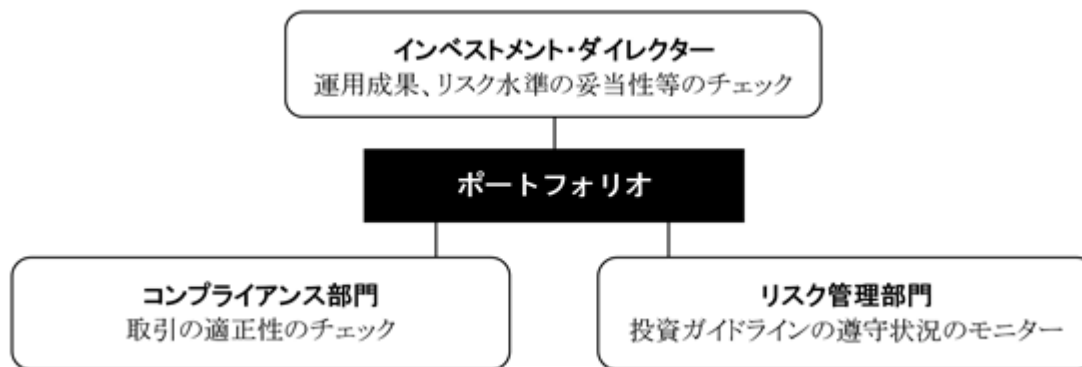 インベストメント・ダイレクター
運用成果、リスク水準の妥当性等のチェック
ポートフォリオ
コンプライアンス部門
取引の適正性のチェック
リスク管理部門
投資ガイドラインの遵守状況のモニター